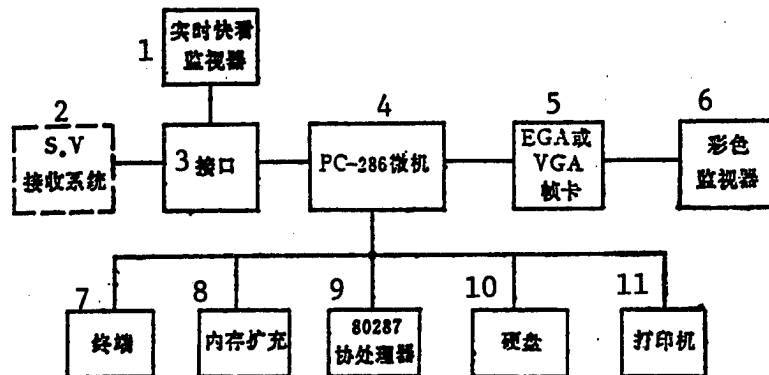 1
实时快看
监视器
2
S.V
接收系统
3 接口
4
PC-286微机
5
EGA或
VGA
帧卡
6
彩色
监视器
7
终端
8
内存扩充
9
80287
协处理器
10
硬盘
11
打印机